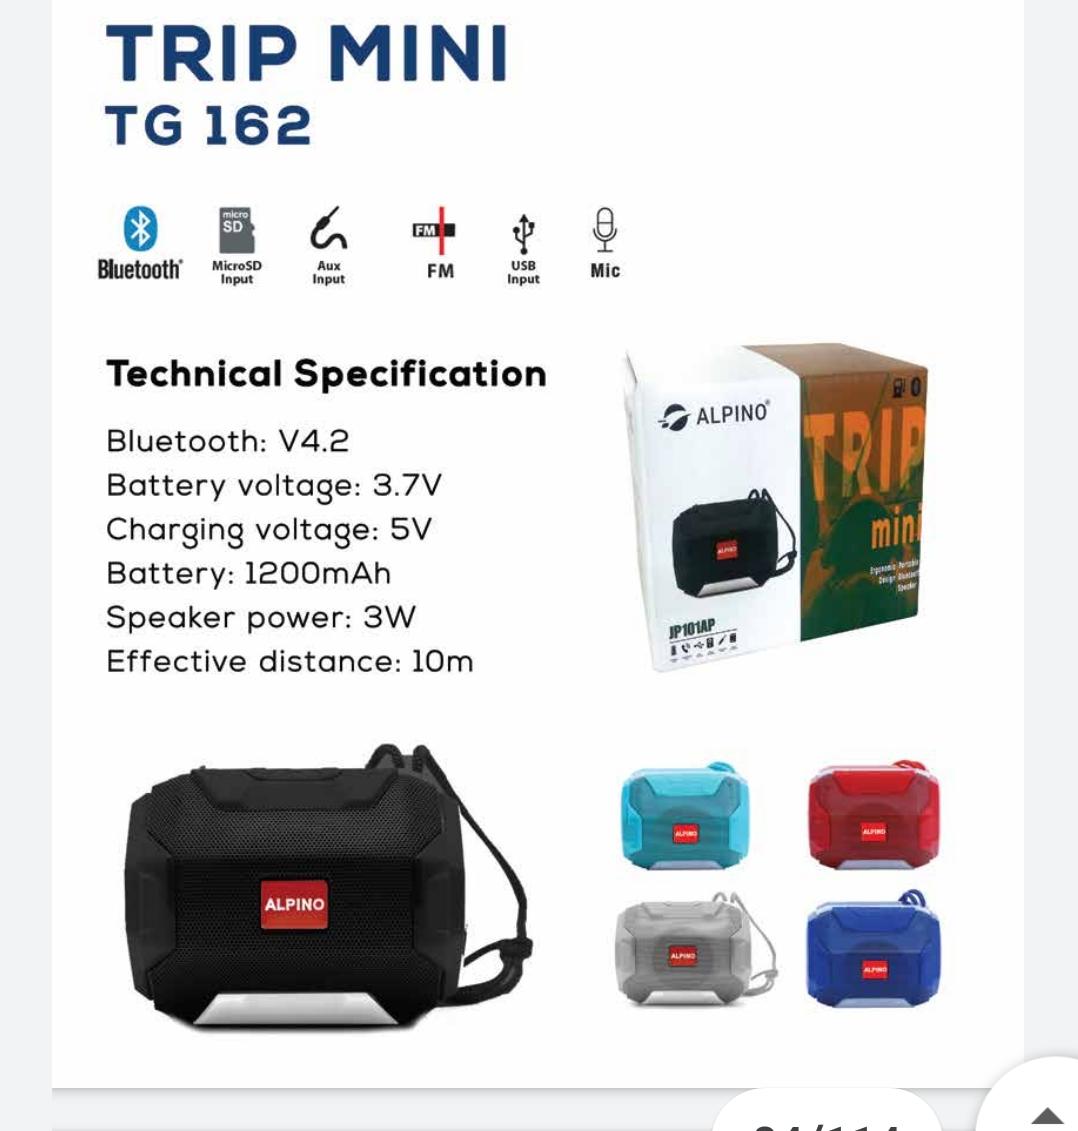 TRIP MINI
TG 162
micro
SD
FM
Bluetooth
MicroSD
Input
Aux
Input
FM
USB
Input
Mic
Technical Specification
Bluetooth: V4.2
Battery voltage: 3.7V
Charging voltage: 5V
Battery: 1200mAh
Speaker power: 3W
Effective distance: 10m
ALPINO®
TRIP
mini
Ergonomic Portable
Design Bluetooth
Speaker
ALPINO
JP101AP
ALPINO
ALPINO
ALPINO
ALPINO
ALPINO